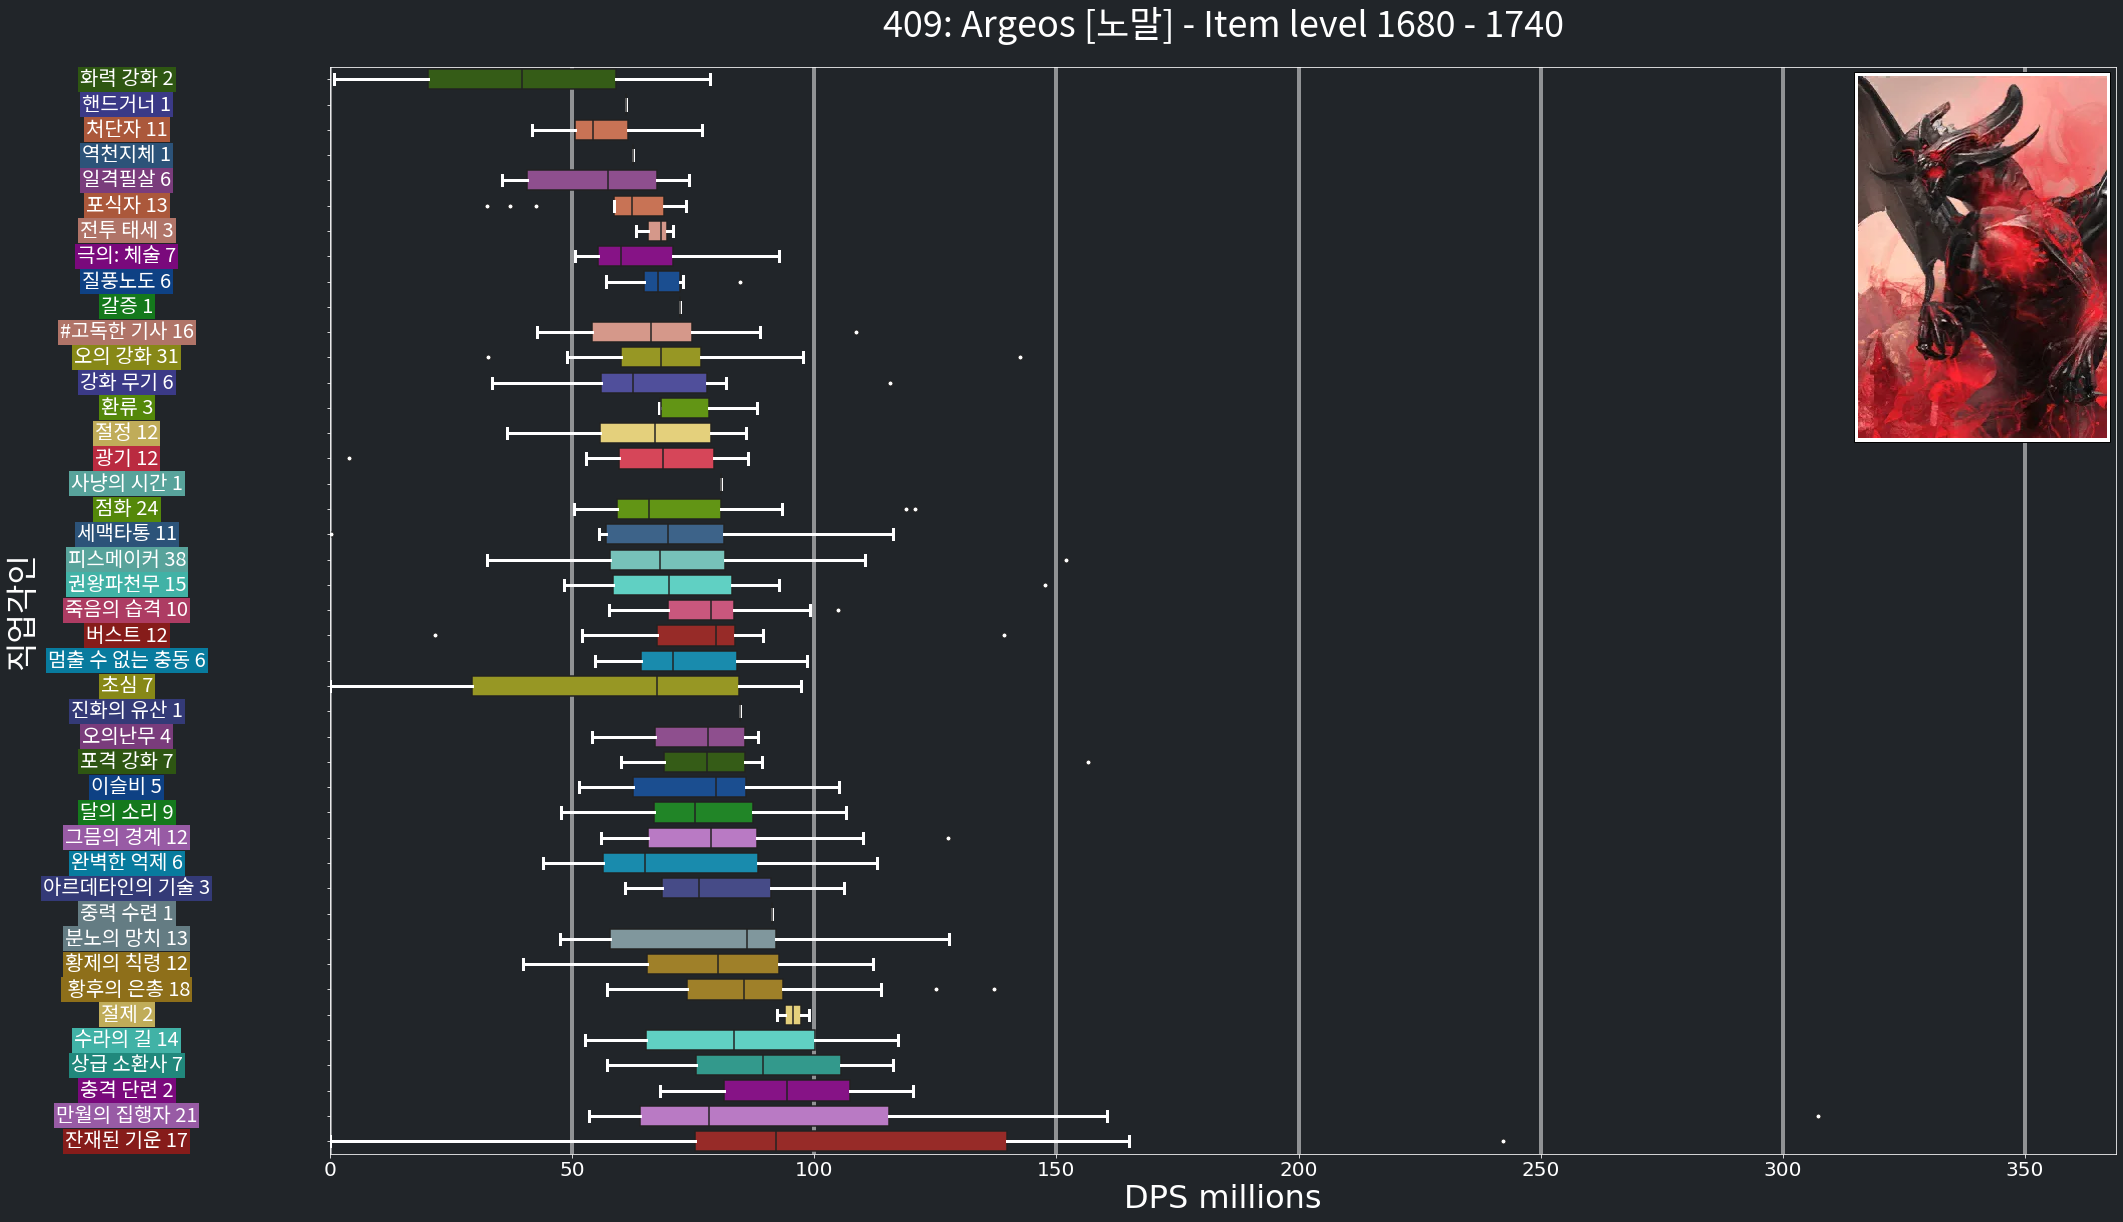 409: Argeos [노말] - Item level 1680 - 1740
직업각인
화력 강화 2
핸드거너 1
처단자 11
역천지체 1
일격필살 6
포식자 13
전투 태세 3
극의: 체술 7
질풍노도 6
갈증 1
#고독한 기사 16
오의 강화 31
강화 무기 6
환류 3
절정 12
광기 12
사냥의 시간 1
점화 24
세맥타통 11
피스메이커 38
권왕파천무 15
죽음의 습격 10
버스트 12
멈출 수 없는 충동 6
초심 7
진화의 유산 1
오의난무 4
포격 강화 7
이슬비 5
달의 소리 9
그믐의 경계 12
완벽한 억제 6
아르데타인의 기술 3
중력 수련 1
분노의 망치 13
황제의 칙령 12
황후의 은총 18
절제 2
수라의 길 14
상급 소환사 7
충격 단련 2
만월의 집행자 21
잔재된 기운 17
0 50 100 150 200 250 300 350
DPS millions